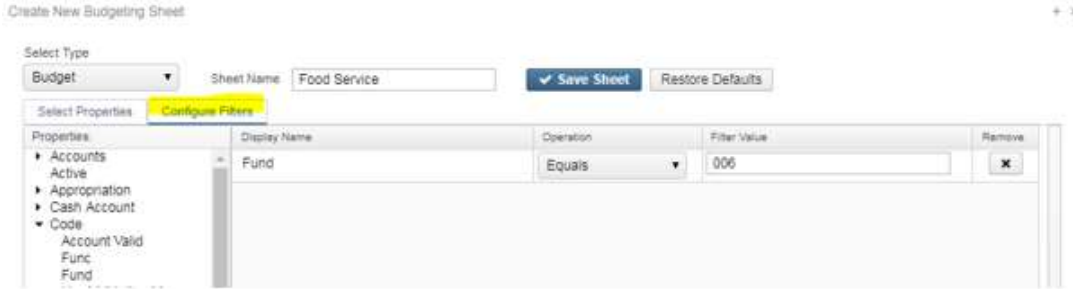 Create New Budgeting Sheet
Select Type
Budget Sheet Name Food Service Save Sheet Restore Defaults
Select Properties Configure Filters
Properties Display Name Operation Filter Value Remove
Accounts Fund Equals 006
Active
Appropriation
Cash Account
Code
Account Valid
Func
Fund